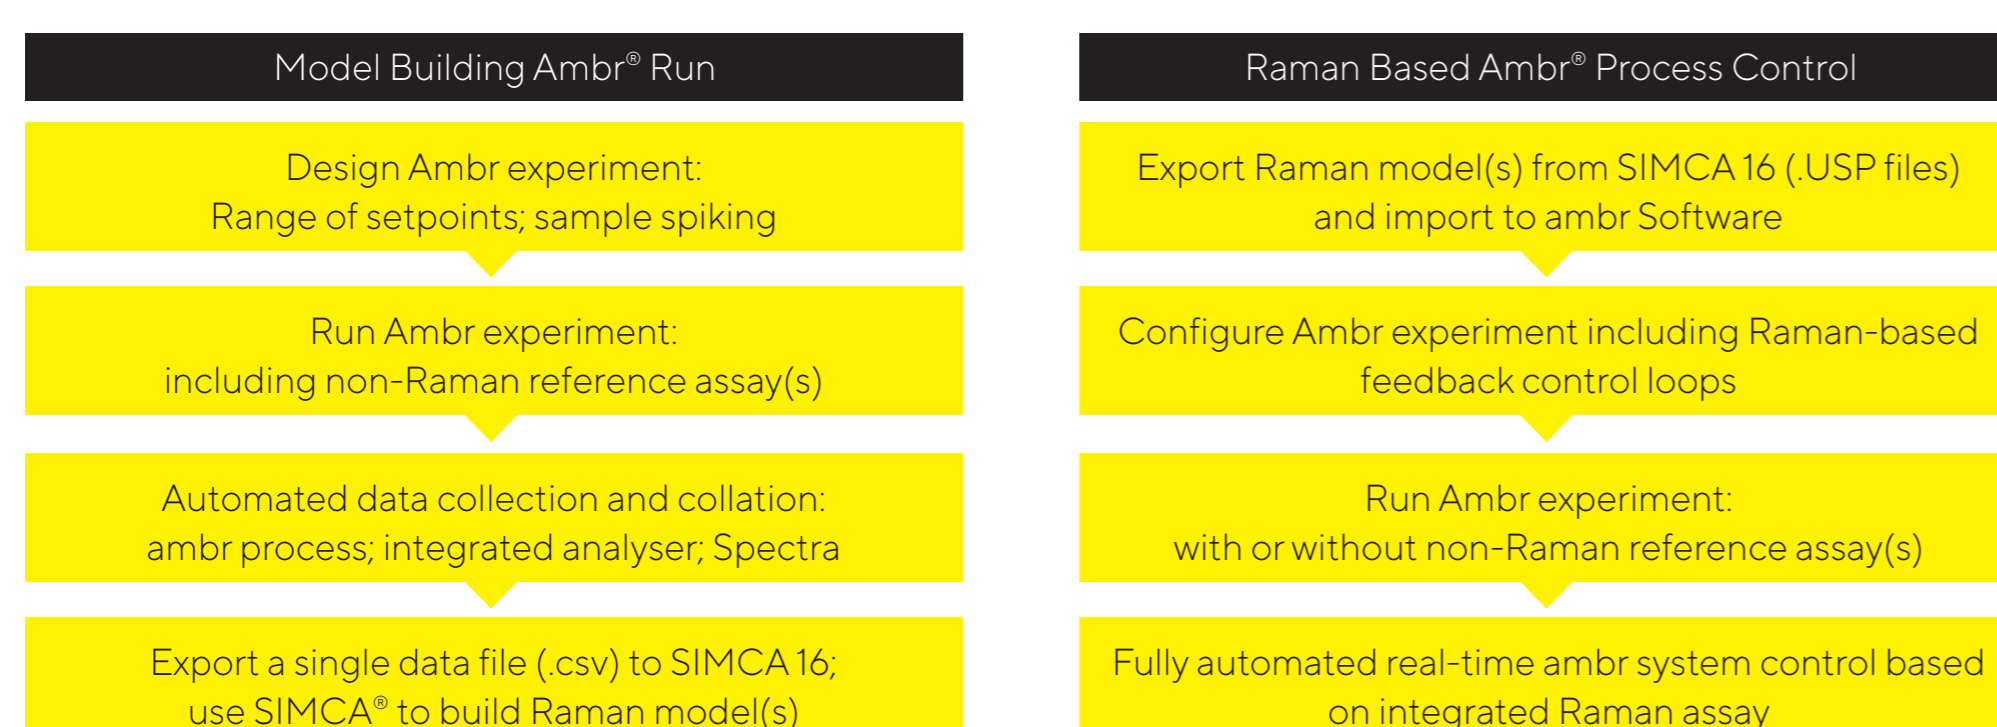 Model Building Ambr® Run
Design Ambr experiment:
Range of setpoints; sample spiking
Run Ambr experiment:
including non-Raman reference assay(s)
Automated data collection and collation:
ambr process; integrated analyser; Spectra
Export a single data file (.csv) to SIMCA 16;
use SIMCA® to build Raman model(s)
Raman Based Ambr® Process Control
Export Raman model(s) from SIMCA 16 (.USP files)
and import to ambr Software
Configure Ambr experiment including Raman-based
feedback control loops
Run Ambr experiment:
with or without non-Raman reference assay(s)
Fully automated real-time ambr system control based
on integrated Raman assay